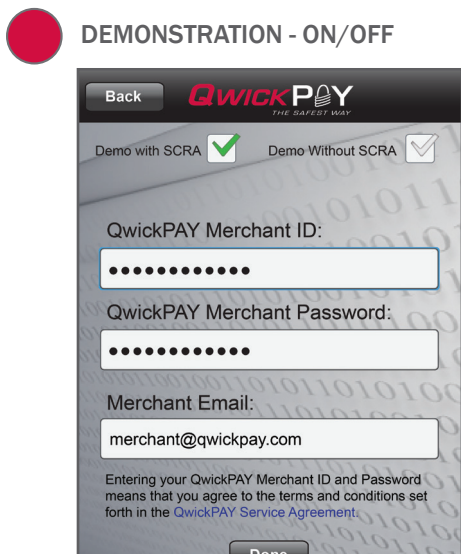 DEMONSTRATION - ON/OFF
Back QwickPAY
THE SAFEST WAY
Demo with SCRA Demo Without SCRA
QwickPAY Merchant ID:
●●●●●●●●●●●●
QwickPAY Merchant Password:
●●●●●●●●●●●●
Merchant Email:
merchant@qwickpay.com
Entering your QwickPAY Merchant ID and Password
means that you agree to the terms and conditions set
forth in the QwickPAY Service Agreement.
Done